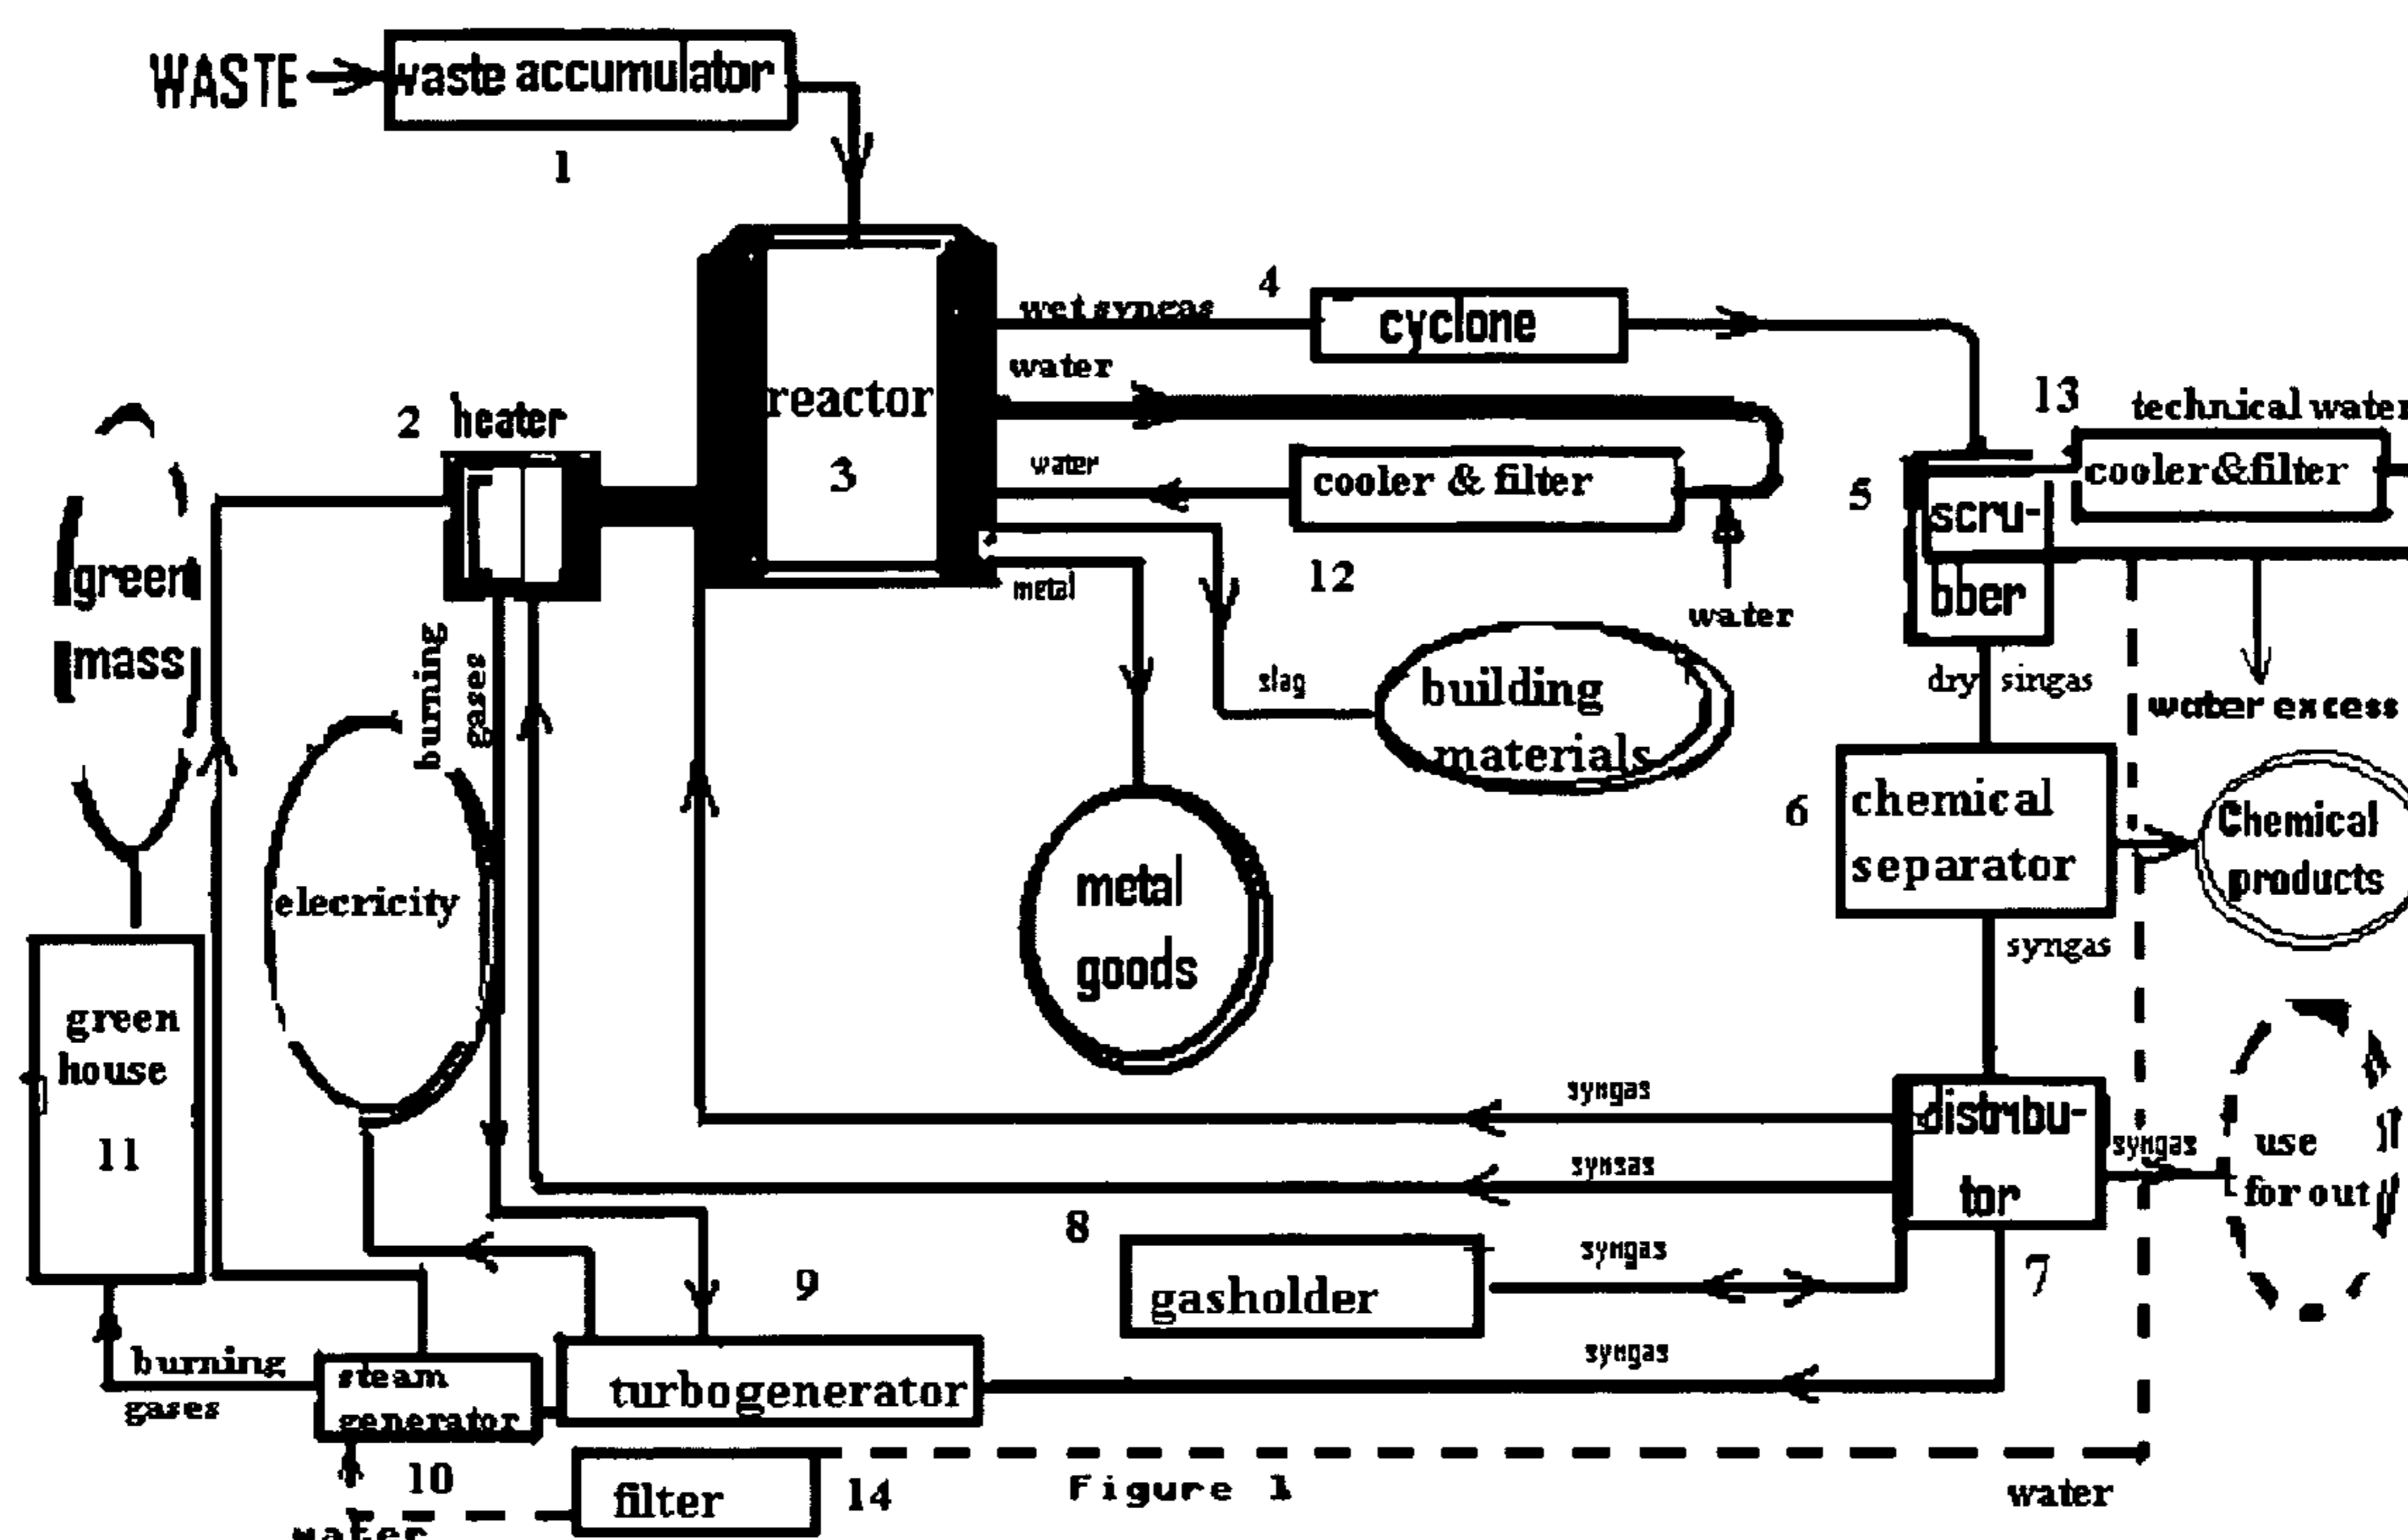 WASTE
waste accumulator
1
4
wet syngas
cyclone
water
reactor
3
2
heater
13
technical water
water
cooler & filter
cooler&filter
5
scru-
bber
12
metal
water
green
mass
burning
gases
slag
building
materials
dry singas
water excess
6
chemical
separator
Chemical
products
elecricity
metal
goods
syngas
green
house
11
syngas
distribu-
tor
syngas
use
for out
synsas
8
syngas
gasholder
7
9
burning
gases
steam
generator
turbogenerator
syngas
10
filter
14
Figure 1
water
water